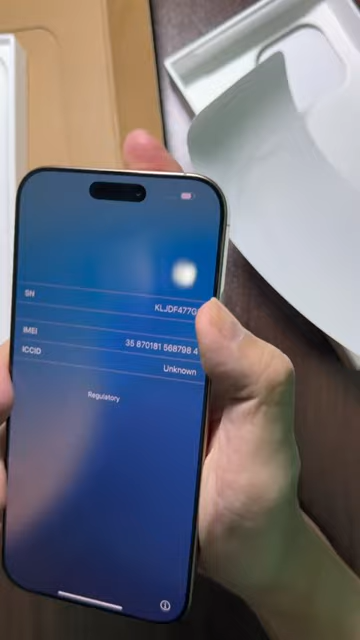 SN
KLJDF477G
IMEI
35 870181 568798 4
ICCID
Unknown
Regulatory